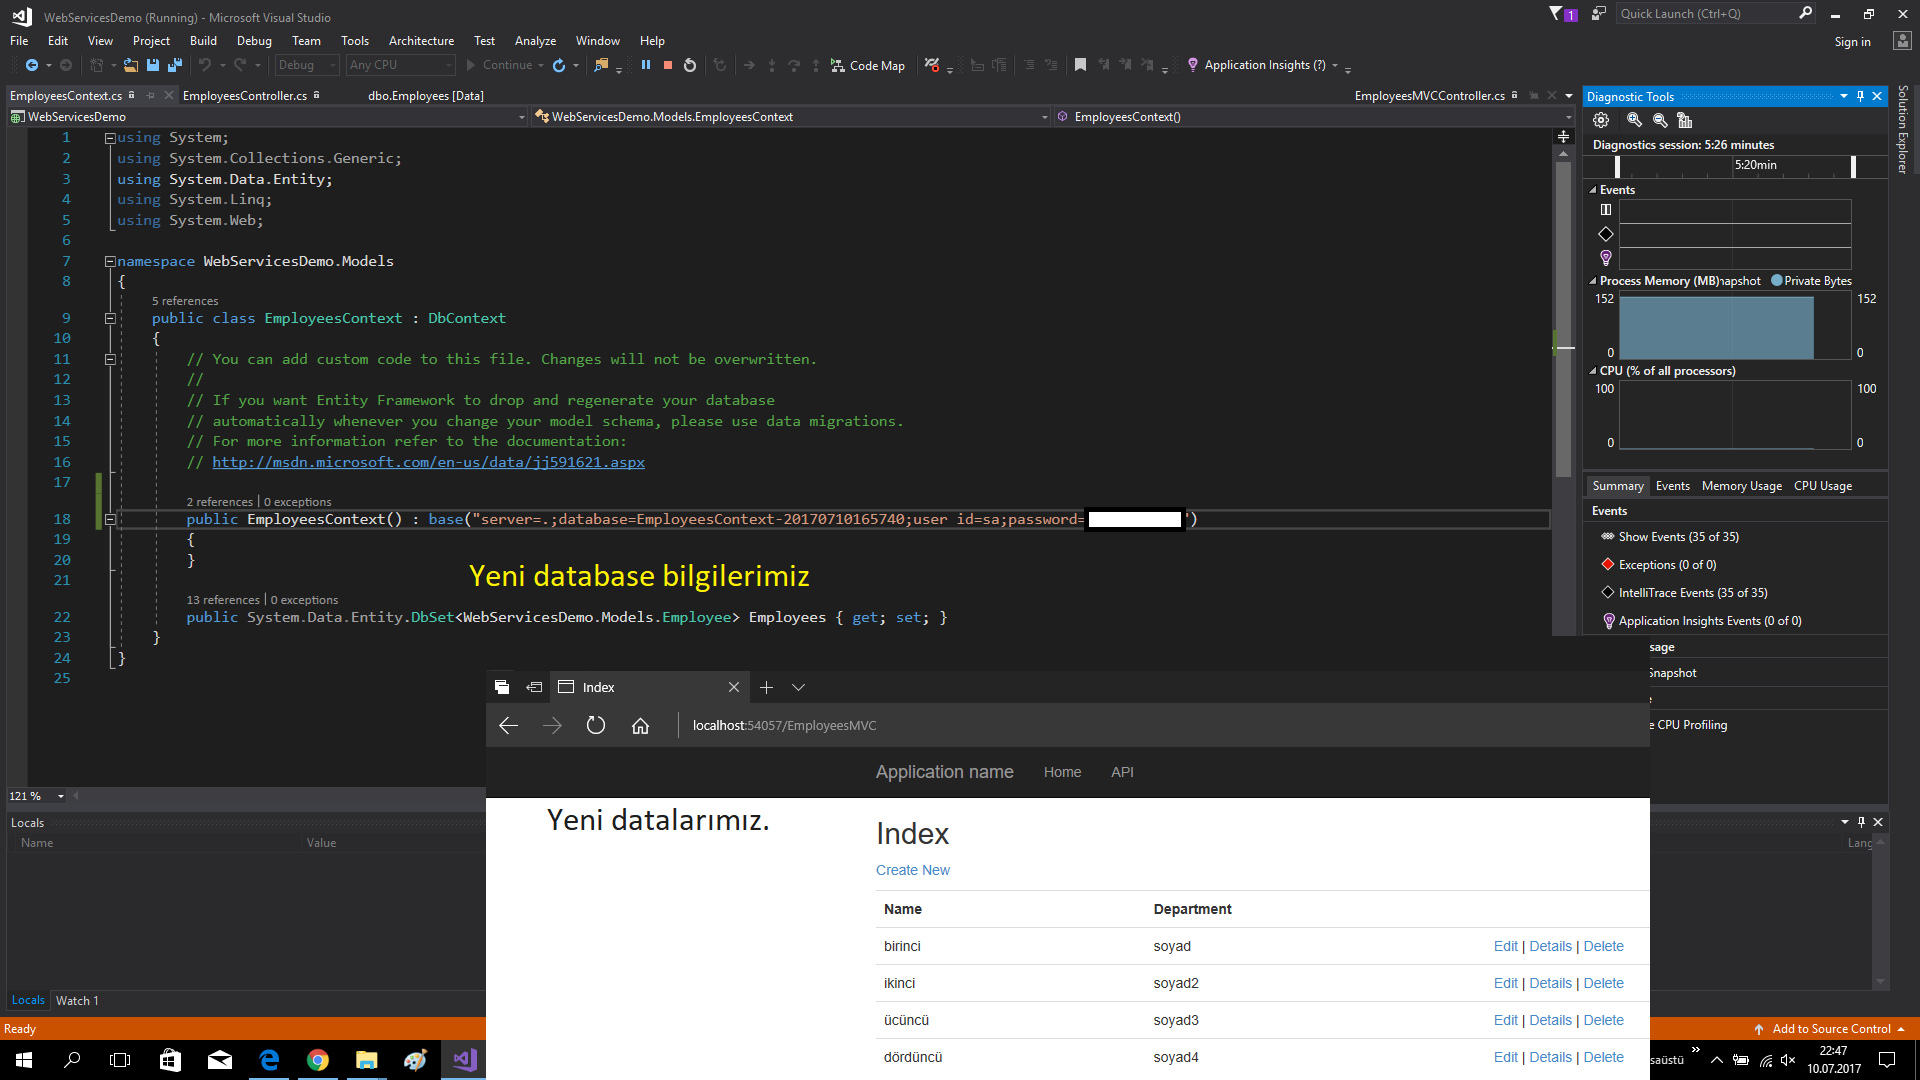 WebServicesDemo (Running) - Microsoft Visual Studio
1
Quick Launch (Ctrl+Q)
File Edit View Project Build Debug Team Tools Architecture Test Analyze Window Help
Sign in
Debug Any CPU Continue Code Map Application Insights (?)
EmployeesContext.cs EmployeesController.cs dbo.Employees [Data] EmployeesMVCController.cs
WebServicesDemo WebServicesDemo.Models.EmployeesContext EmployeesContext()
1 using System;
2 using System.Collections.Generic;
3 using System.Data.Entity;
4 using System.Linq;
5 using System.Web;
6
7 namespace WebServicesDemo.Models
8 {
5 references
9 public class EmployeesContext : DbContext
10 {
11 // You can add custom code to this file. Changes will not be overwritten.
12 //
13 // If you want Entity Framework to drop and regenerate your database
14 // automatically whenever you change your model schema, please use data migrations.
15 // For more information refer to the documentation:
16 // http://msdn.microsoft.com/en-us/data/jj591621.aspx
17
2 references | 0 exceptions
18 public EmployeesContext() : base("server=.;database=EmployeesContext-20170710165740;user id=sa;password= ")
19 {
20 }
Yeni database bilgilerimiz
21
13 references | 0 exceptions
22 public System.Data.Entity.DbSet<WebServicesDemo.Models.Employee> Employees { get; set; }
23 }
24 }
25
121 %
Locals
Name Value
Locals Watch 1
Ready
Diagnostic Tools
Solution Explorer
Diagnostics session: 5:26 minutes
5:20min
Events
Process Memory (MB) napshot Private Bytes
152 152
0 0
CPU (% of all processors)
100 100
0 0
Summary Events Memory Usage CPU Usage
Events
Show Events (35 of 35)
Exceptions (0 of 0)
IntelliTrace Events (35 of 35)
Application Insights Events (0 of 0)
sage
Snapshot
e
e CPU Profiling
Lang
Index
localhost:54057/EmployeesMVC
Application name Home API
Yeni datalarımız.
Index
Create New
Name Department
birinci soyad Edit | Details | Delete
ikinci soyad2 Edit | Details | Delete
ücüncü soyad3 Edit | Details | Delete
dördüncü soyad4 Edit | Details | Delete
Add to Source Control
saüstü
22:47
10.07.2017